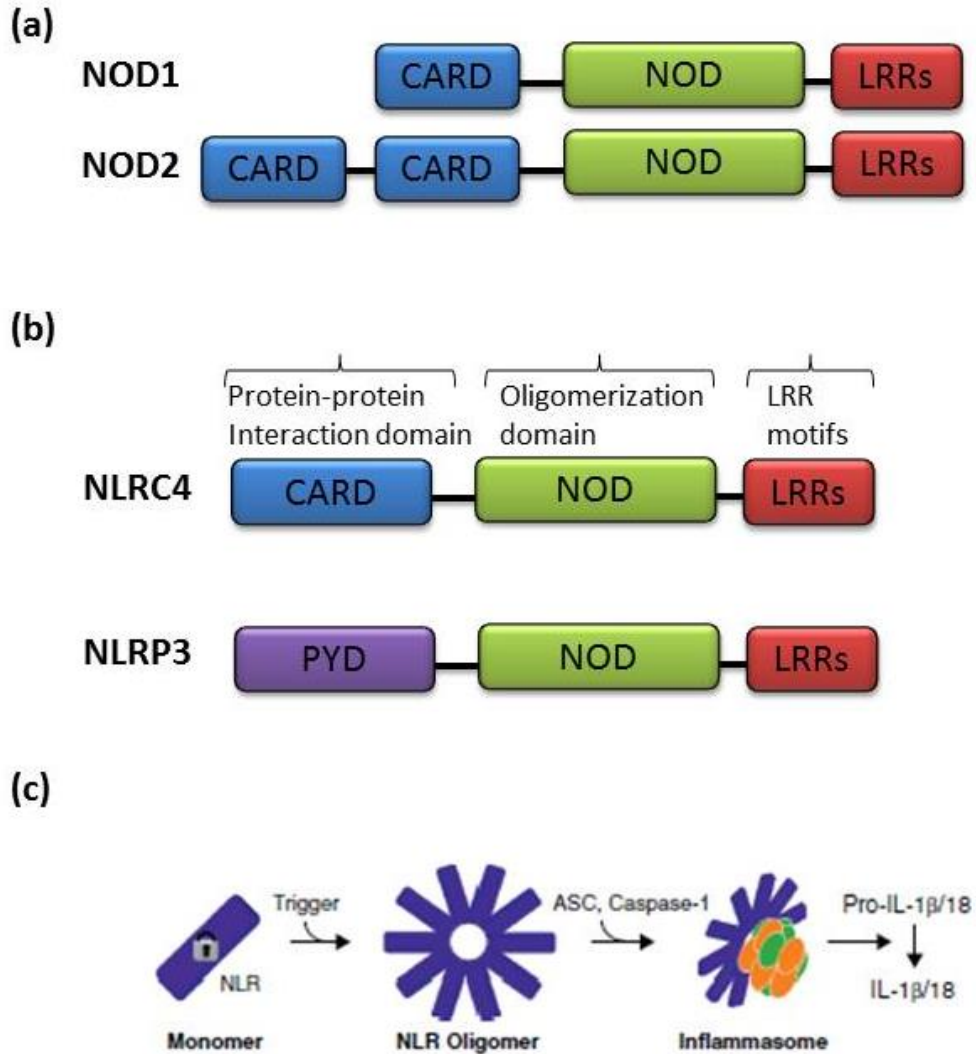 (a)
NOD1
CARD
NOD
LRRs
NOD2
CARD
CARD
NOD
LRRs
(b)
Protein-protein
Interaction domain
Oligomerization
domain
LRR
motifs
NLRC4
CARD
NOD
LRRs
NLRP3
PYD
NOD
LRRs
(c)
NLR
Monomer
Trigger
NLR Oligomer
ASC, Caspase-1
Inflammasome
Pro-IL-1β/18
IL-1β/18